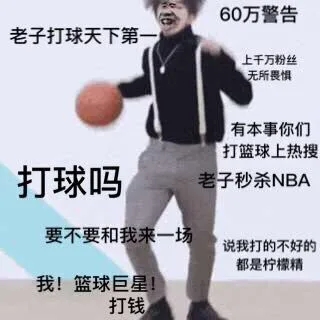 60万警告
老子打球天下第一
上千万粉丝
无所畏惧
有本事你们
打篮球上热搜
打球吗
老子秒杀NBA
要不要和我来一场
说我打的不好的
都是柠檬精
我！篮球巨星！
打钱